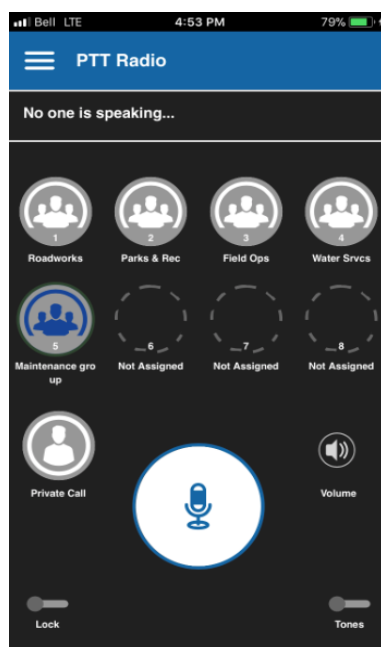 Bell LTE 4:53 PM 79%
PTT Radio
No one is speaking...
1 2 3 4
Roadworks Parks & Rec Field Ops Water Srvcs
5 6 7 8
Maintenance gro Not Assigned Not Assigned Not Assigned
up
Private Call Volume
Lock Tones